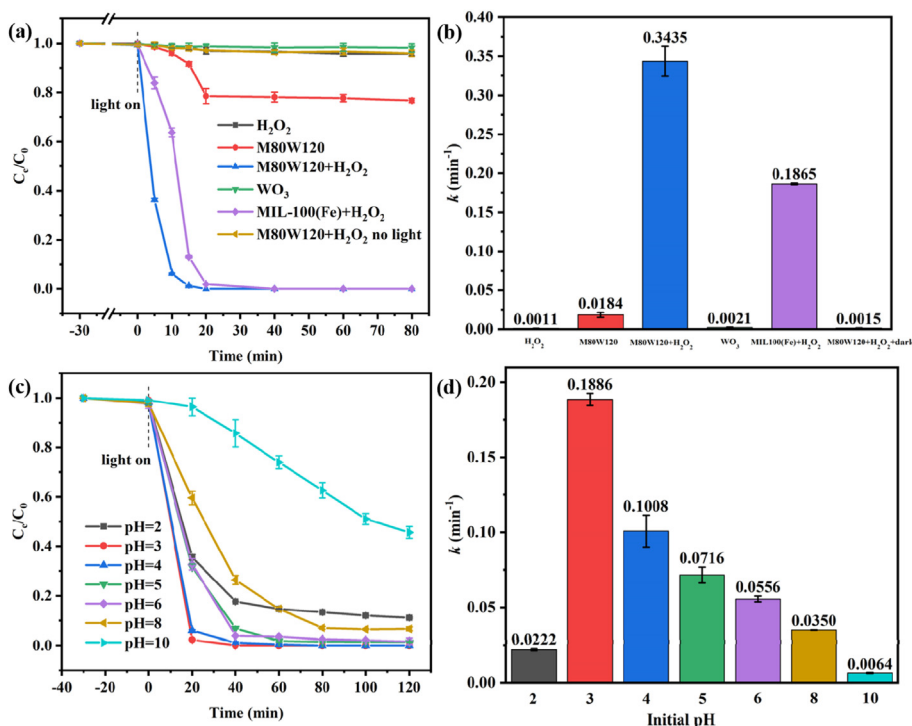 (a)
1.0
0.8
0.6
0.4
0.2
0.0
C_c/C_0
light on
H₂O₂
M80W120
M80W120+H₂O₂
WO₃
MIL-100(Fe)+H₂O₂
M80W120+H₂O₂ no light
-30 0 10 20 30 40 50 60 70 80
Time (min)
(b)
0.40
0.35
0.30
0.25
0.20
0.15
0.10
0.05
0.00
k (min⁻¹)
0.0011
0.0184
0.3435
0.0021
0.1865
0.0015
H₂O₂ M80W120 M80W120+H₂O₂ WO₃ MIL100(Fe)+H₂O₂ M80W120+H₂O₂+dark
(c)
1.0
0.8
0.6
0.4
0.2
0.0
C_c/C_0
light on
pH=2
pH=3
pH=4
pH=5
pH=6
pH=8
pH=10
-40 -20 0 20 40 60 80 100 120
Time (min)
(d)
0.20
0.15
0.10
0.05
0.00
k (min⁻¹)
0.0222
0.1886
0.1008
0.0716
0.0556
0.0350
0.0064
2 3 4 5 6 8 10
Initial pH